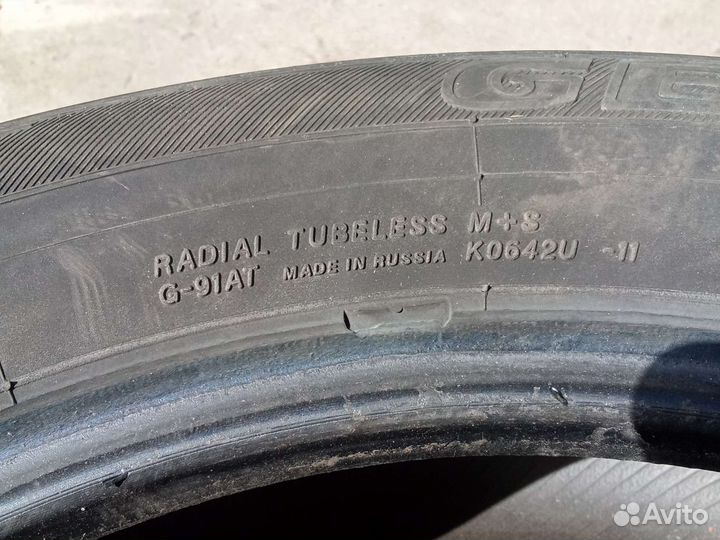 RADIAL TUBELESS M+S
G-91AT MADE IN RUSSIA K0642U -11
Avito